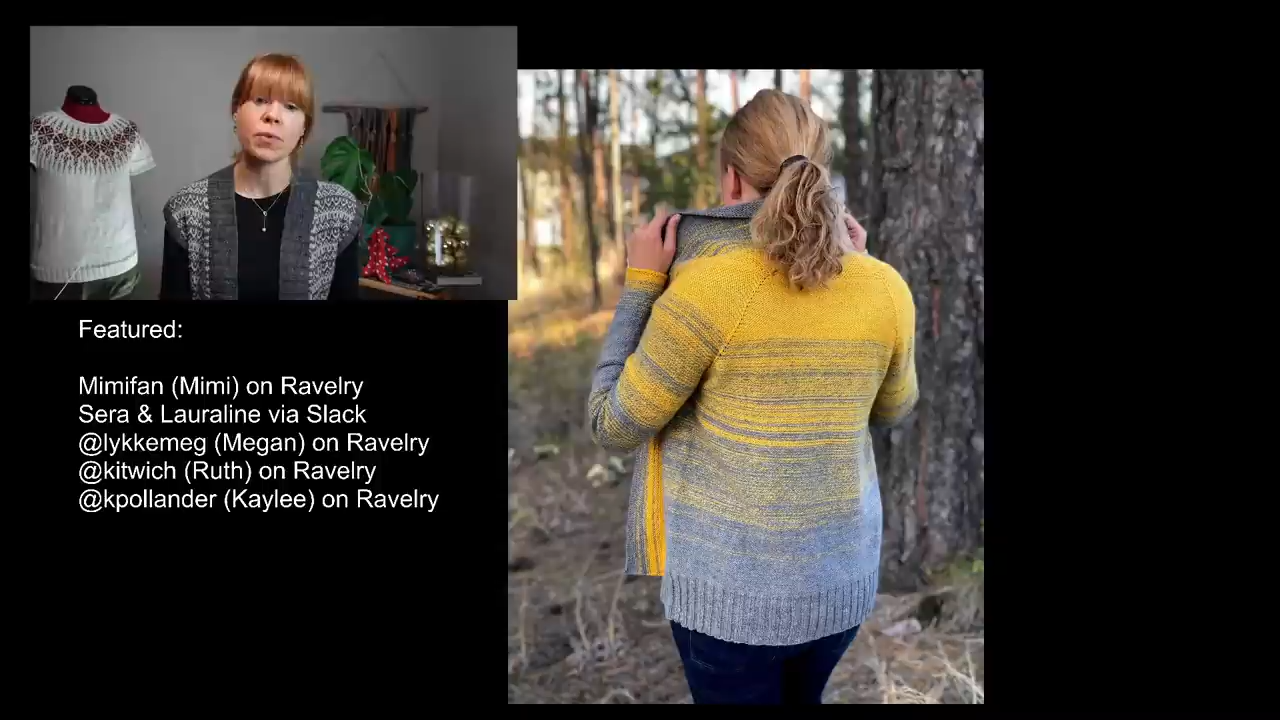 Featured:
Mimifan (Mimi) on Ravelry
Sera & Lauraline via Slack
@lykkemeg (Megan) on Ravelry
@kitwich (Ruth) on Ravelry
@kpollander (Kaylee) on Ravelry